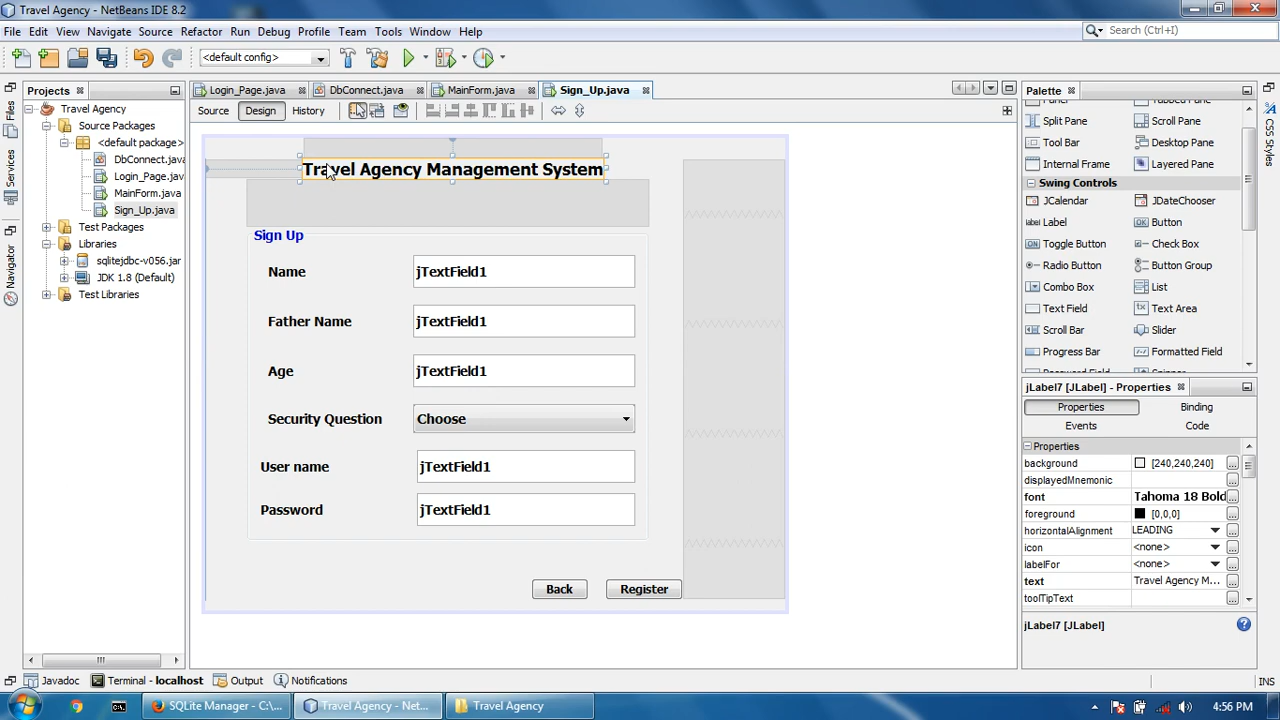 Travel Agency - NetBeans IDE 8.2
File Edit View Navigate Source Refactor Run Debug Profile Team Tools Window Help
Search (Ctrl+I)
<default config>
Projects
Login_Page.java DbConnect.java MainForm.java Sign_Up.java
Source Design History
Files
Services
Navigator
Travel Agency
Source Packages
<default package>
DbConnect.java
Login_Page.java
MainForm.java
Sign_Up.java
Test Packages
Libraries
sqlitejdbc-v056.jar
JDK 1.8 (Default)
Test Libraries
Travel Agency Management System
Sign Up
Name jTextField1
Father Name jTextField1
Age jTextField1
Security Question Choose
User name jTextField1
Password jTextField1
Back Register
Palette
Split Pane Scroll Pane
Tool Bar Desktop Pane
Internal Frame Layered Pane
Swing Controls
JCalendar JDateChooser
Label Button
Toggle Button Check Box
Radio Button Button Group
Combo Box List
Text Field Text Area
Scroll Bar Slider
Progress Bar Formatted Field
CSS Styles
jLabel7 [JLabel] - Properties
Properties Binding
Events Code
Properties
background [240,240,240] ...
displayedMnemonic ...
font Tahoma 18 Bold ...
foreground [0,0,0] ...
horizontalAlignment LEADING ...
icon <none> ...
labelFor <none> ...
text Travel Agency M... ...
toolTipText ...
jLabel7 [JLabel]
Javadoc Terminal - localhost Output Notifications
INS
SQLite Manager - C:\... Travel Agency - Net... Travel Agency
4:56 PM